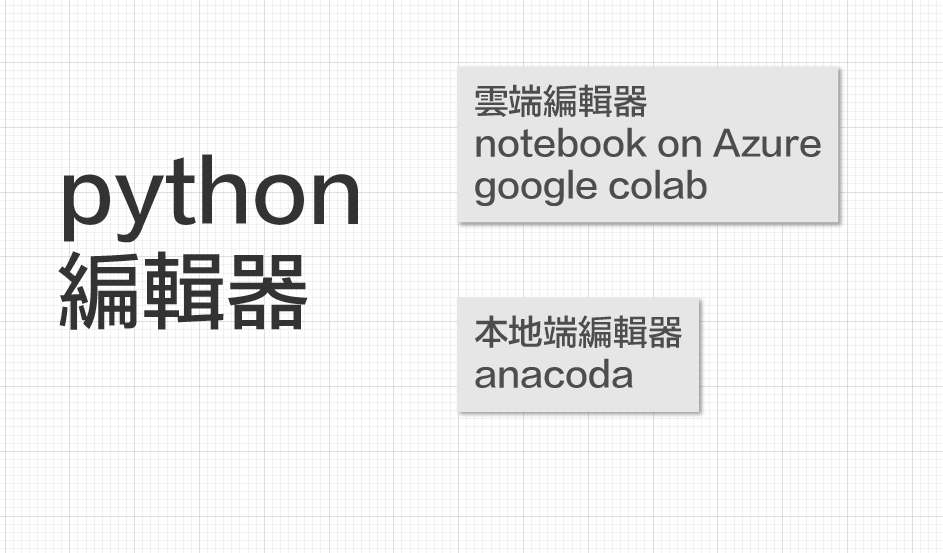 python
編輯器
雲端編輯器
notebook on Azure
google colab
本地端編輯器
anacoda